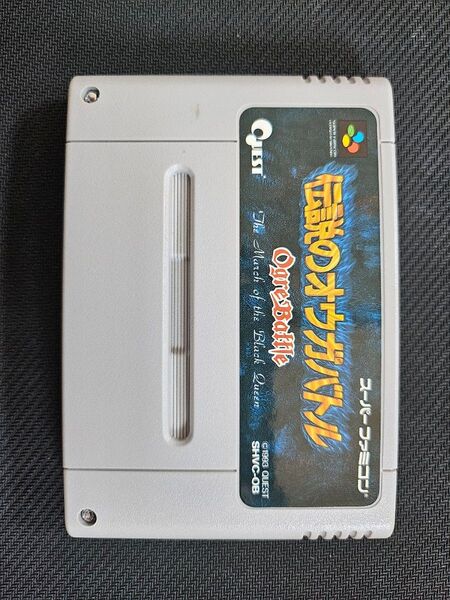 スーパーファミコン
伝説のオウガバトル
Ogre Battle
"The March of the Black Queen
QUEST
©1993 QUEST
SHVC-OB